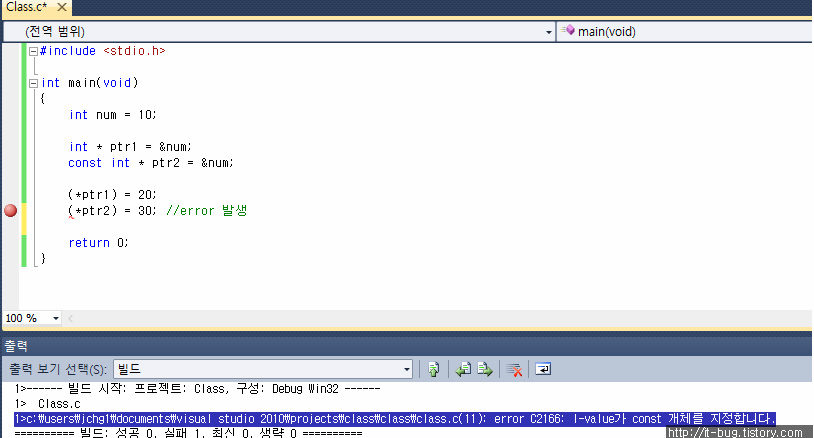 Class.c*
(전역 범위)
main(void)
#include <stdio.h>
int main(void)
{
int num = 10;
int * ptr1 = &num;
const int * ptr2 = &num;
(*ptr1) = 20;
(*ptr2) = 30; //error 발생
return 0;
}
100 %
출력
출력 보기 선택(S): 빌드
1>------ 빌드 시작: 프로젝트: Class, 구성: Debug Win32 ------
1> Class.c
1>c:₩users₩jchg1₩documents₩visual studio 2010₩projects₩class₩class₩class.c(11): error C2166: l-value가 const 개체를 지정합니다.
========== 빌드: 성공 0, 실패 1, 최신 0, 생략 0 ==========
http://it-bug.tistory.com